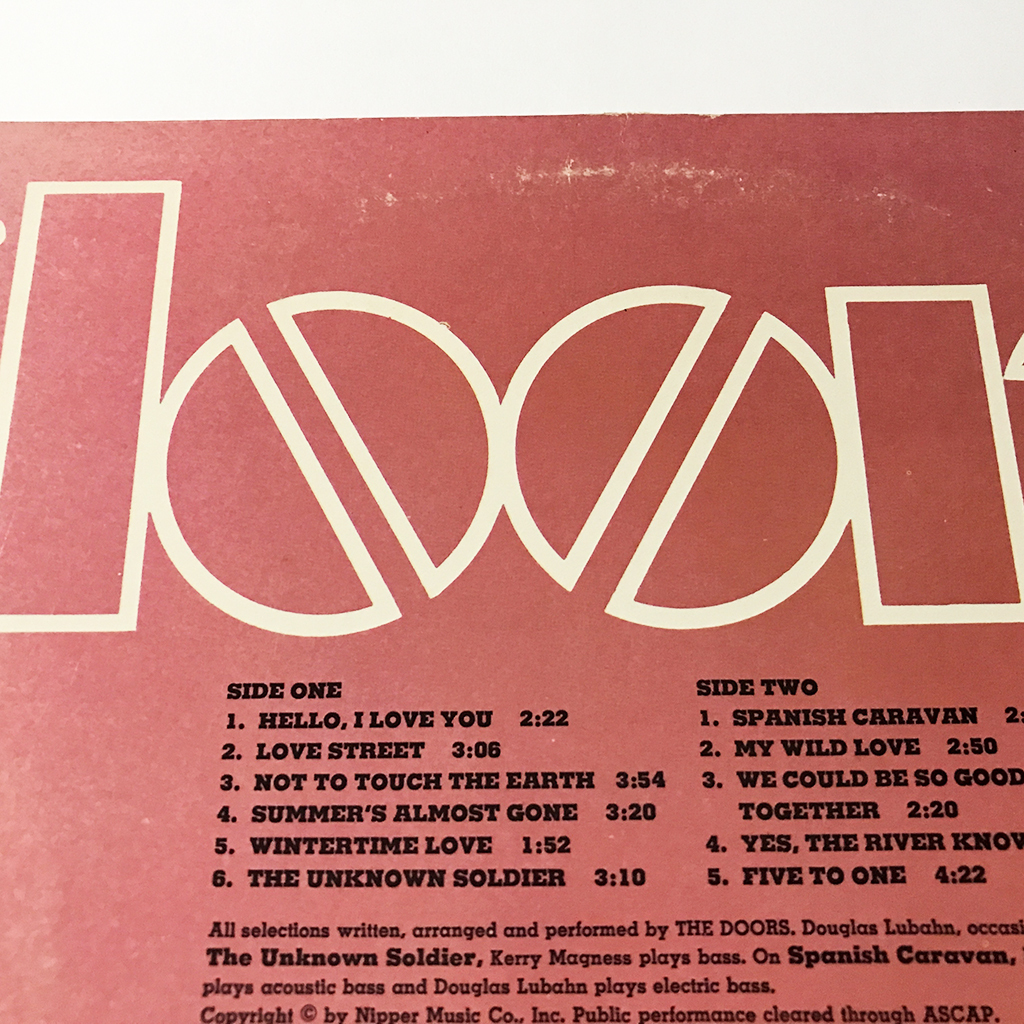 doors
SIDE ONE
1. HELLO, I LOVE YOU 2:22
2. LOVE STREET 3:06
3. NOT TO TOUCH THE EARTH 3:54
4. SUMMER'S ALMOST GONE 3:20
5. WINTERTIME LOVE 1:52
6. THE UNKNOWN SOLDIER 3:10
SIDE TWO
1. SPANISH CARAVAN
2. MY WILD LOVE 2:50
3. WE COULD BE SO GOOD
TOGETHER 2:20
4. YES, THE RIVER
5. FIVE TO ONE 4:22
All selections written, arranged and performed by THE DOORS. Douglas Lubahn,
The Unknown Soldier, Kerry Magness plays bass. On Spanish Caravan,
plays acoustic bass and Douglas Lubahn plays electric bass.
Copyright © by Nipper Music Co., Inc. Public performance cleared through ASCAP.